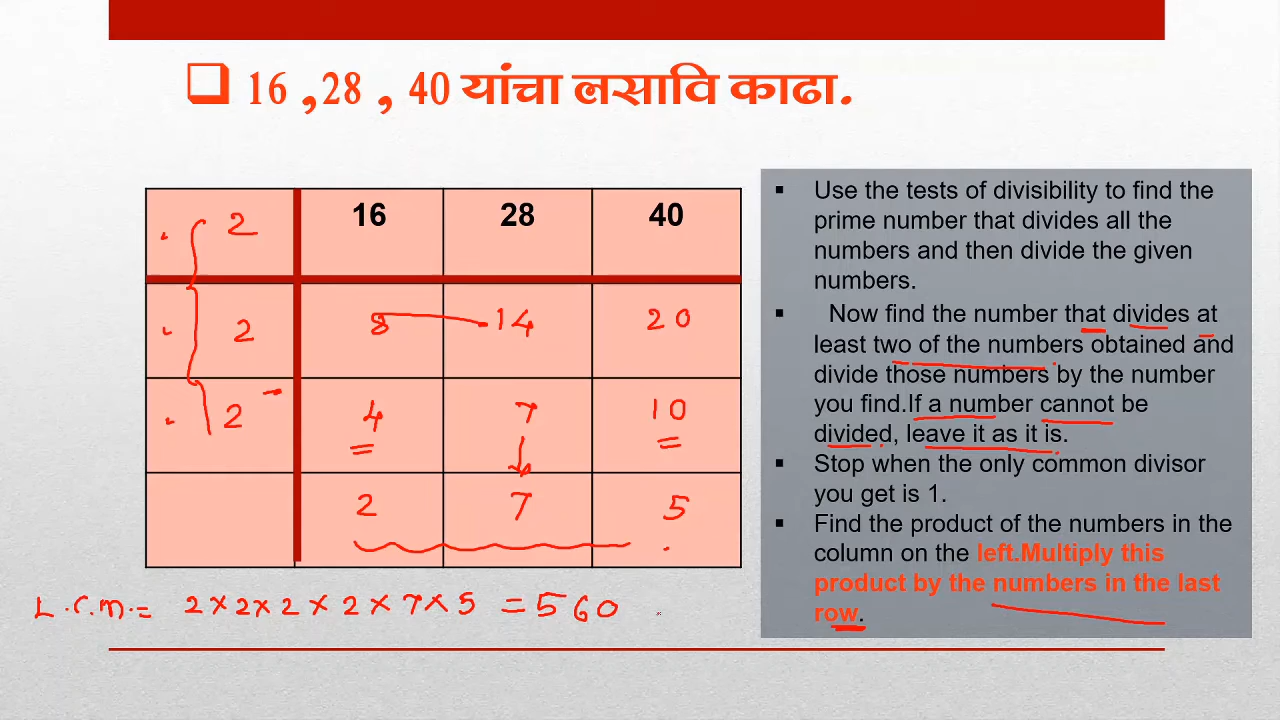 16 ,28 , 40 यांचा लसावि काढा.
2 16 28 40
2 8 14 20
2 4 7 10
2 7 5
L.C.M.= 2×2×2×2×7×5 =560
Use the tests of divisibility to find the
prime number that divides all the
numbers and then divide the given
numbers.
Now find the number that divides at
least two of the numbers obtained and
divide those numbers by the number
you find.If a number cannot be
divided, leave it as it is.
Stop when the only common divisor
you get is 1.
Find the product of the numbers in the
column on the left.Multiply this
product by the numbers in the last
row.